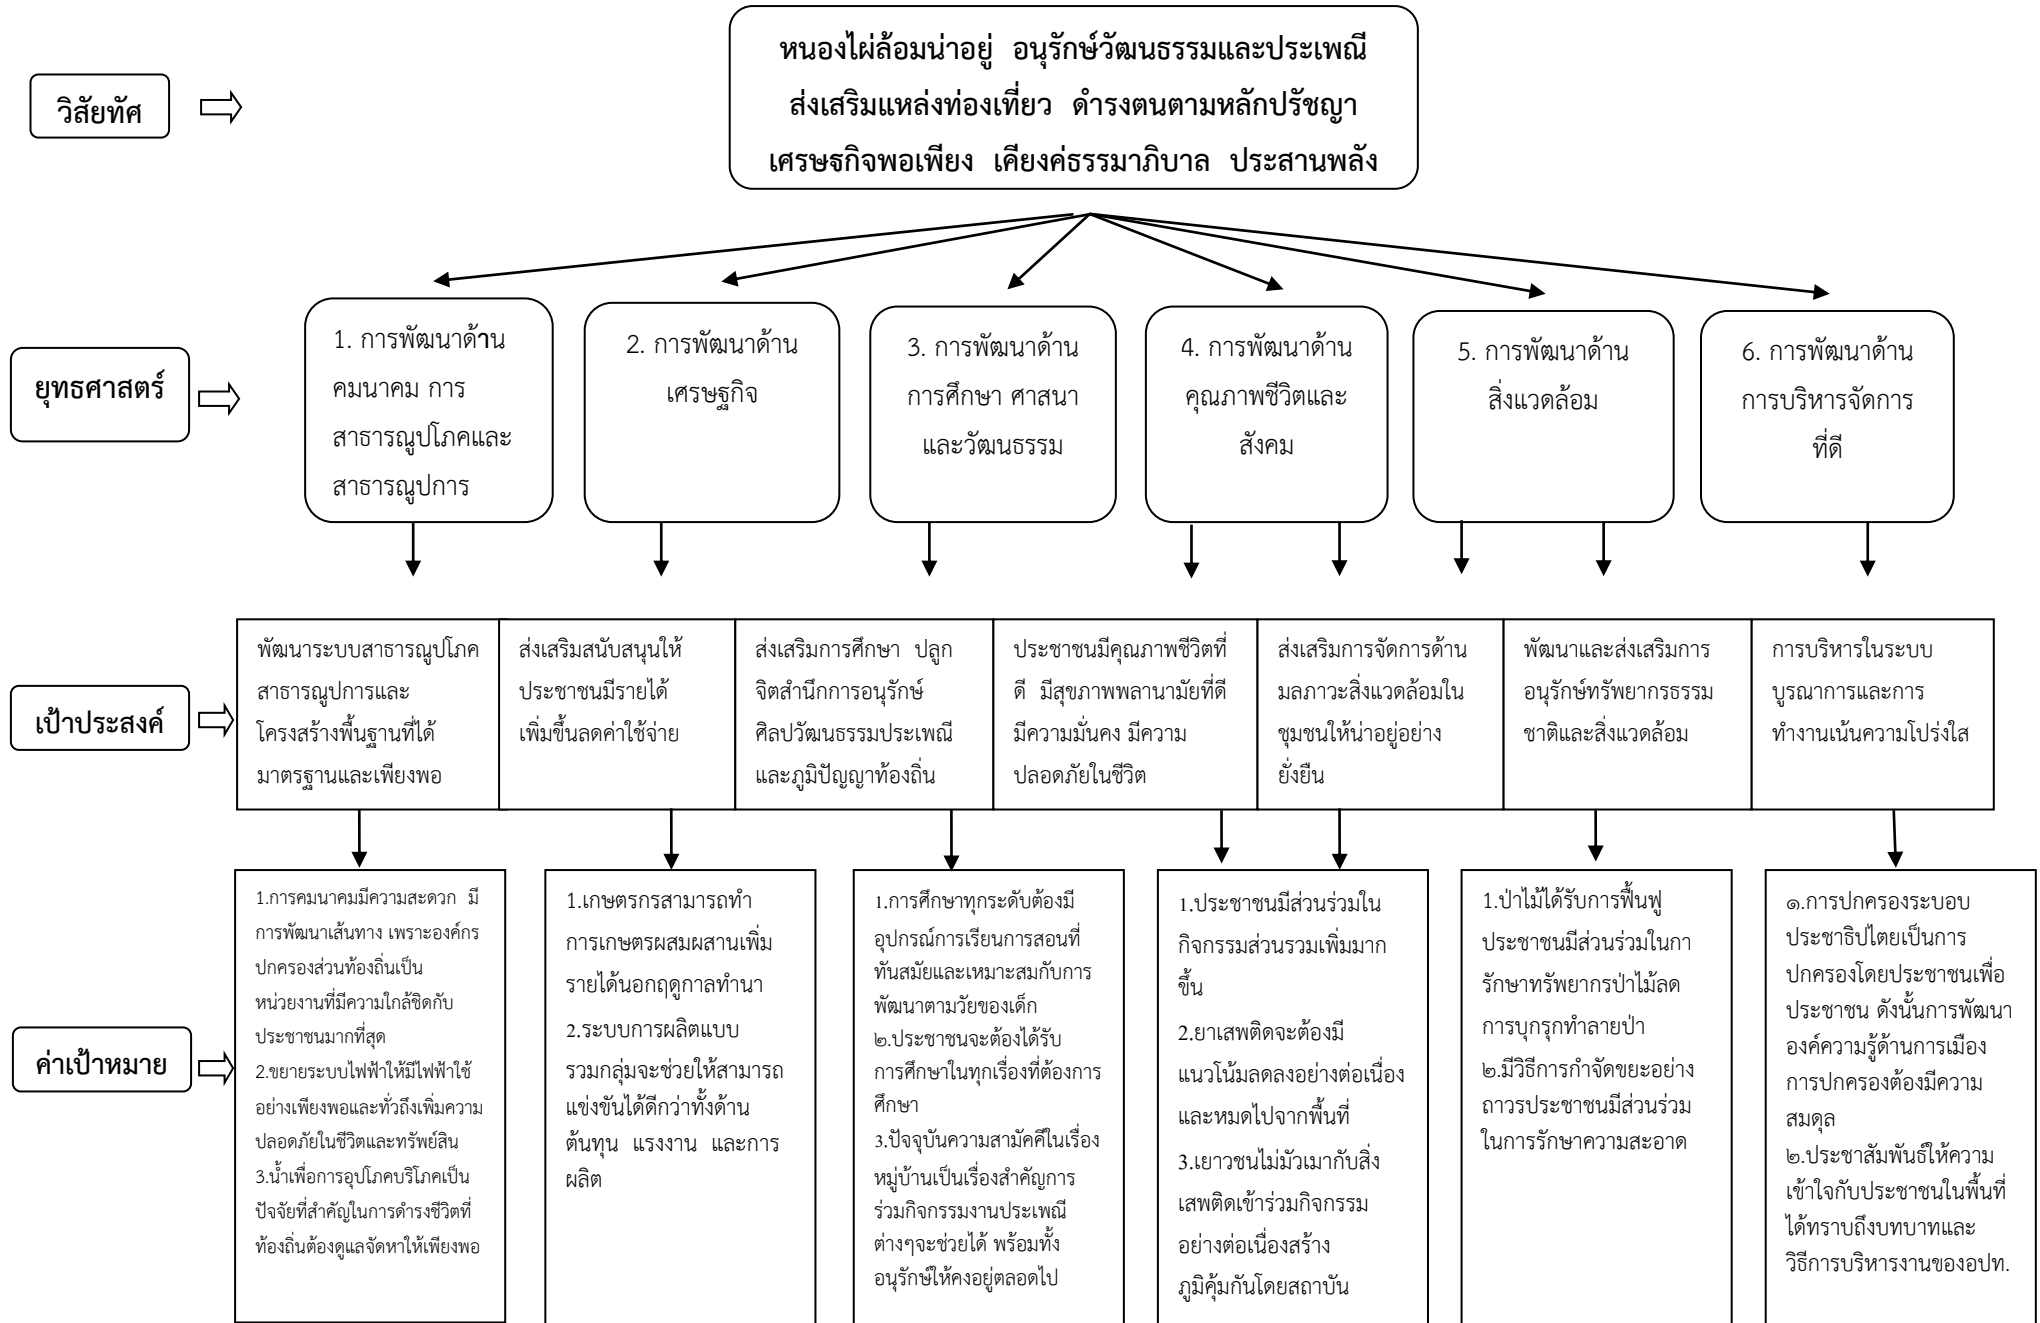 วิสัยทัศ
หนองไผ่ล้อมน่าอยู่ อนุรักษ์วัฒนธรรมและประเพณี
ส่งเสริมแหล่งท่องเที่ยว ดำรงตนตามหลักปรัชญา
เศรษฐกิจพอเพียง เคียงค่ธรรมาภิบาล ประสานพลัง
ยุทธศาสตร์
1. การพัฒนาด้าน
คมนาคม การ
สาธารณูปโภคและ
สาธารณูปการ
2. การพัฒนาด้าน
เศรษฐกิจ
3. การพัฒนาด้าน
การศึกษา ศาสนา
และวัฒนธรรม
4. การพัฒนาด้าน
คุณภาพชีวิตและ
สังคม
5. การพัฒนาด้าน
สิ่งแวดล้อม
6. การพัฒนาด้าน
การบริหารจัดการ
ที่ดี
เป้าประสงค์
พัฒนาระบบสาธารณูปโภค
สาธารณูปการและ
โครงสร้างพื้นฐานที่ได้
มาตรฐานและเพียงพอ
ส่งเสริมสนับสนุนให้
ประชาชนมีรายได้
เพิ่มขึ้นลดค่าใช้จ่าย
ส่งเสริมการศึกษา ปลูก
จิตสำนึกการอนุรักษ์
ศิลปวัฒนธรรมประเพณี
และภูมิปัญญาท้องถิ่น
ประชาชนมีคุณภาพชีวิตที่
ดี มีสุขภาพพลานามัยที่ดี
มีความมั่นคง มีความ
ปลอดภัยในชีวิต
ส่งเสริมการจัดการด้าน
มลภาวะสิ่งแวดล้อมใน
ชุมชนให้น่าอยู่อย่าง
ยั่งยืน
พัฒนาและส่งเสริมการ
อนุรักษ์ทรัพยากรธรรม
ชาติและสิ่งแวดล้อม
การบริหารในระบบ
บูรณาการและการ
ทำงานเน้นความโปร่งใส
ค่าเป้าหมาย
1.การคมนาคมมีความสะดวก มี
การพัฒนาเส้นทาง เพราะองค์กร
ปกครองส่วนท้องถิ่นเป็น
หน่วยงานที่มีความใกล้ชิดกับ
ประชาชนมากที่สุด
2.ขยายระบบไฟฟ้าให้มีไฟฟ้าใช้
อย่างเพียงพอและทั่วถึงเพิ่มความ
ปลอดภัยในชีวิตและทรัพย์สิน
3.น้ำเพื่อการอุปโภคบริโภคเป็น
ปัจจัยที่สำคัญในการดำรงชีวิตที่
ท้องถิ่นต้องดูแลจัดหาให้เพียงพอ
1.เกษตรกรสามารถทำ
การเกษตรผสมผสานเพิ่ม
รายได้นอกฤดูกาลทำนา
2.ระบบการผลิตแบบ
รวมกลุ่มจะช่วยให้สามารถ
แข่งขันได้ดีกว่าทั้งด้าน
ต้นทุน แรงงาน และการ
ผลิต
1.การศึกษาทุกระดับต้องมี
อุปกรณ์การเรียนการสอนที่
ทันสมัยและเหมาะสมกับการ
พัฒนาตามวัยของเด็ก
๒.ประชาชนจะต้องได้รับ
การศึกษาในทุกเรื่องที่ต้องการ
ศึกษา
3.ปัจจุบันความสามัคคีในเรื่อง
หมู่บ้านเป็นเรื่องสำคัญการ
ร่วมกิจกรรมงานประเพณี
ต่างๆจะช่วยได้ พร้อมทั้ง
อนุรักษ์ให้คงอยู่ตลอดไป
1.ประชาชนมีส่วนร่วมใน
กิจกรรมส่วนรวมเพิ่มมาก
ขึ้น
2.ยาเสพติดจะต้องมี
แนวโน้มลดลงอย่างต่อเนื่อง
และหมดไปจากพื้นที่
3.เยาวชนไม่มัวเมากับสิ่ง
เสพติดเข้าร่วมกิจกรรม
อย่างต่อเนื่องสร้าง
ภูมิคุ้มกันโดยสถาบัน
1.ป่าไม้ได้รับการฟื้นฟู
ประชาชนมีส่วนร่วมในกา
รักษาทรัพยากรป่าไม้ลด
การบุกรุกทำลายป่า
๒.มีวิธีการกำจัดขยะอย่าง
ถาวรประชาชนมีส่วนร่วม
ในการรักษาความสะอาด
๑.การปกครองระบอบ
ประชาธิปไตยเป็นการ
ปกครองโดยประชาชนเพื่อ
ประชาชน ดังนั้นการพัฒนา
องค์ความรู้ด้านการเมือง
การปกครองต้องมีความ
สมดุล
๒.ประชาสัมพันธ์ให้ความ
เข้าใจกับประชาชนในพื้นที่
ได้ทราบถึงบทบาทและ
วิธีการบริหารงานของอปท.